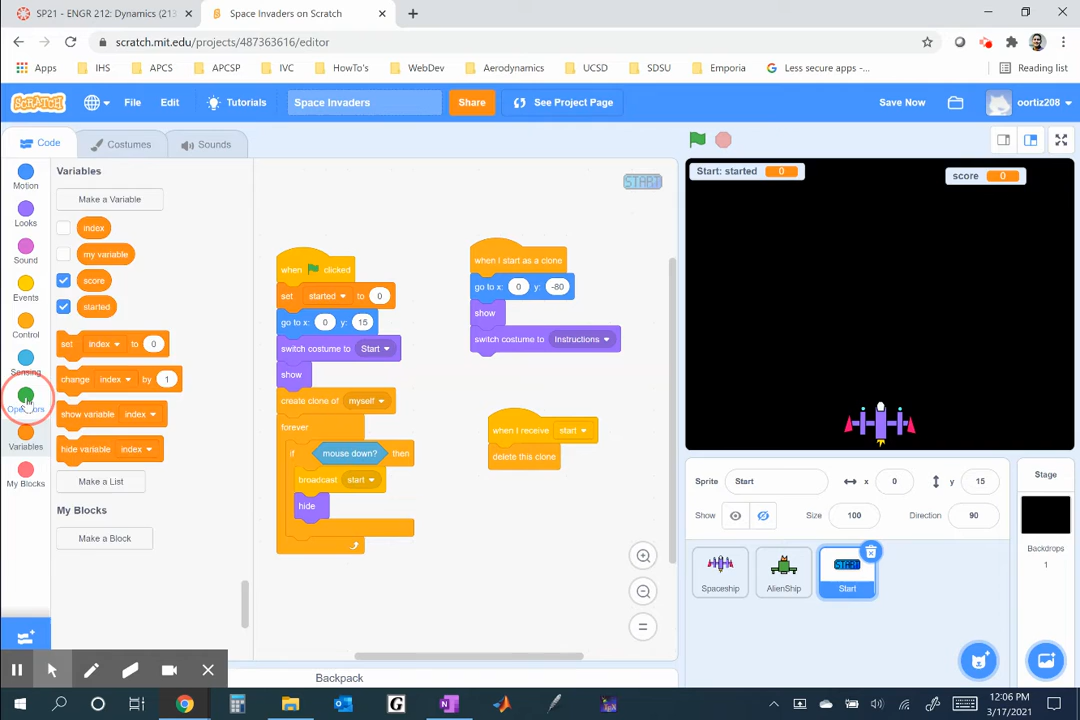 SP21 - ENGR 212: Dynamics (213
Space Invaders on Scratch
scratch.mit.edu/projects/487363616/editor
Apps IHS APCS APCSP IVC HowTo's WebDev Aerodynamics UCSD SDSU Emporia Less secure apps -... Reading list
SCRATCH File Edit Tutorials Space Invaders Share See Project Page Save Now oortiz208
Code Costumes Sounds
Motion
Looks
Sound
Events
Control
Sensing
Operators
Variables
My Blocks
Variables
Make a Variable
index
my variable
score
started
set index to 0
change index by 1
show variable index
hide variable index
Make a List
My Blocks
Make a Block
START
when clicked
set started to 0
go to x: 0 y: 15
switch costume to Start
show
create clone of myself
forever
if mouse down? then
broadcast start
hide
when I start as a clone
go to x: 0 y: -80
show
switch costume to Instructions
when I receive start
delete this clone
Backpack
Start: started 0
score 0
Sprite Start x 0 y 15
Show Size 100 Direction 90
Spaceship
AlienShip
START
Start
Stage
Backdrops
1
12:06 PM
3/17/2021